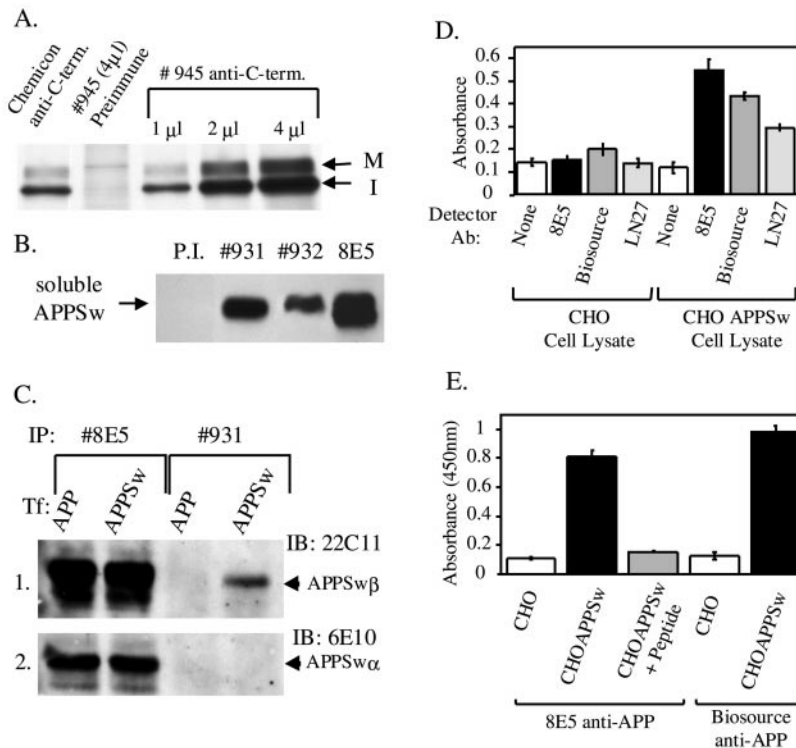 A.
Chemicon
anti-C-term.
#945 (4µl)
Preimmune
# 945 anti-C-term.
1 µl 2 µl 4 µl
M
I
B.
P.I. #931 #932 8E5
soluble
APPSw
C.
IP: #8E5 #931
Tf: APP APPSw APP APPSw
IB: 22C11
1. APPSwβ
IB: 6E10
2. APPSwα
D.
Absorbance
0.6
0.5
0.4
0.3
0.2
0.1
0
Detector
Ab:
None 8E5 Biosource LN27 None 8E5 Biosource LN27
CHO
Cell Lysate
CHO APPSw
Cell Lysate
E.
Absorbance (450nm)
1
0.8
0.6
0.4
0.2
0
CHO
CHOAPPSw
CHOAPPSw
+ Peptide
CHO
CHOAPPSw
8E5 anti-APP
Biosource
anti-APP